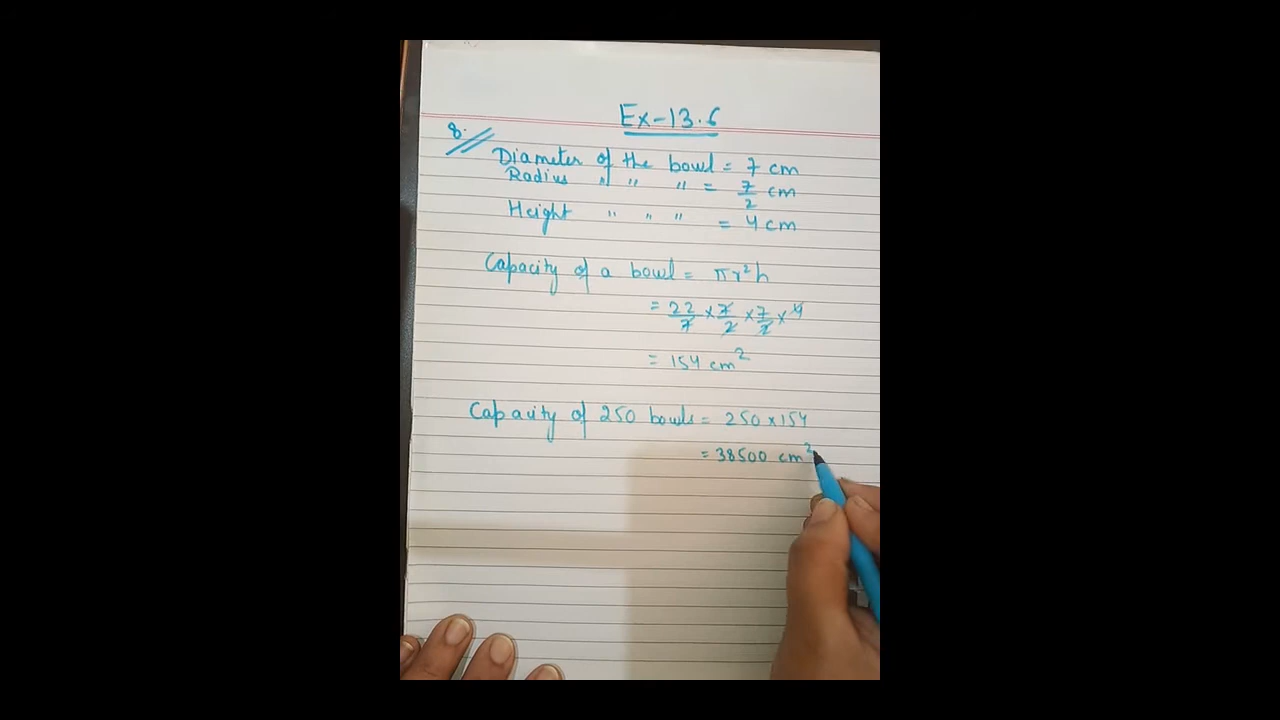 Ex-13.6
8.
Diameter of the bowl = 7 cm
Radius " " " = 7/2 cm
Height " " " = 4 cm
Capacity of a bowl = πr²h
= 22/7 × 7/2 × 7/2 × 4
= 154 cm²
Capacity of 250 bowls = 250 × 154
= 38500 cm²